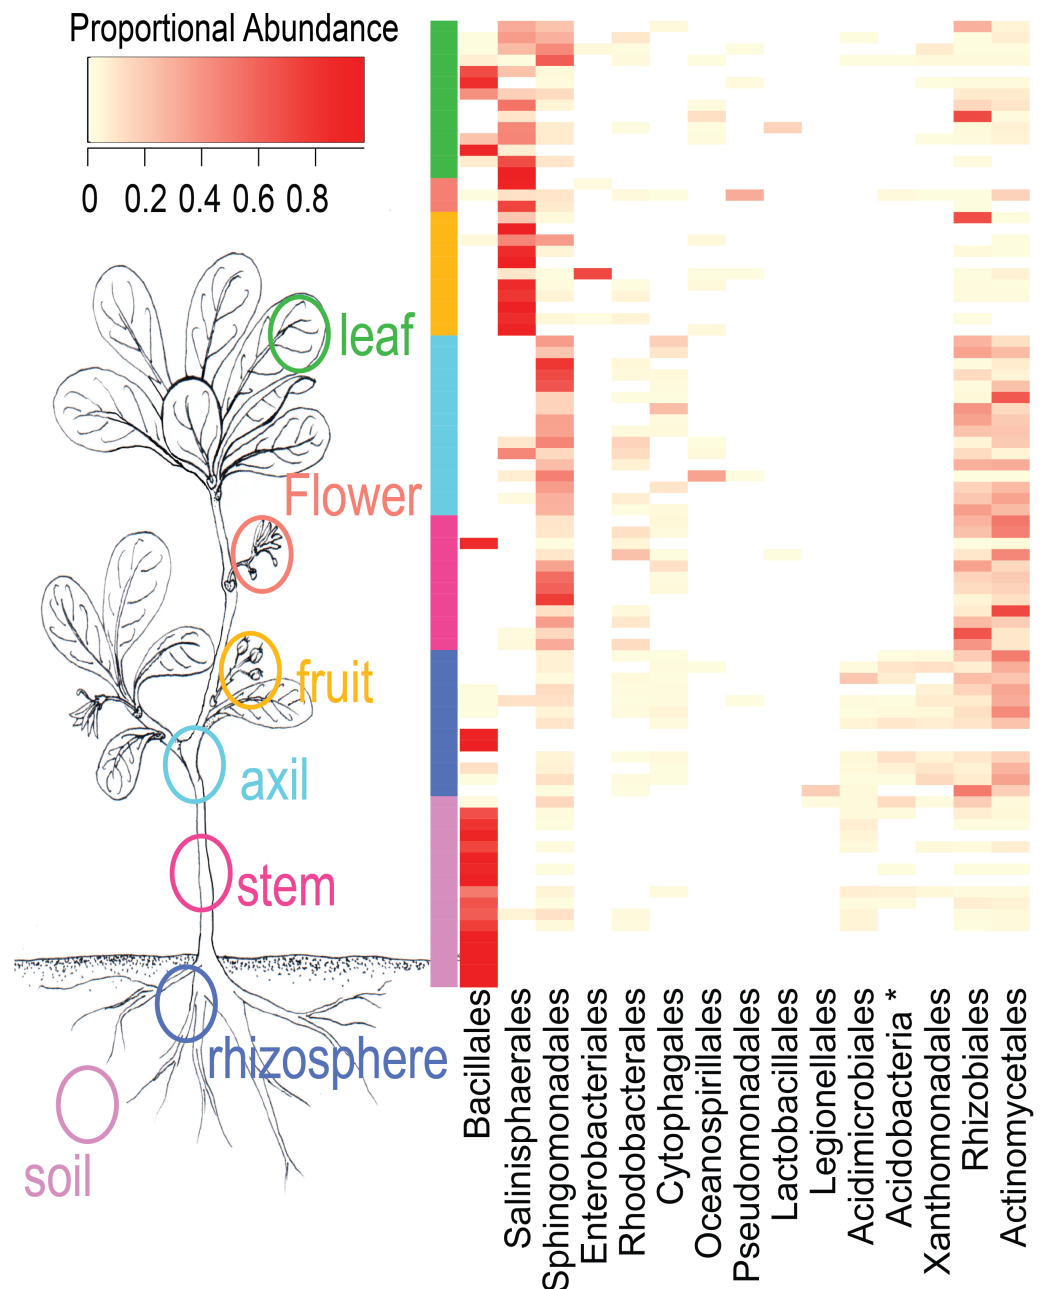 Proportional Abundance
0 0.2 0.4 0.6 0.8
leaf
Flower
fruit
axil
stem
rhizosphere
soil
Bacillales
Salinisphaerales
Sphingomonadales
Enterobacteriales
Rhodobacterales
Cytophagales
Oceanospirillales
Pseudomonadales
Lactobacillales
Legionellales
Acidimicrobiales
Acidobacteria *
Xanthomonadales
Rhizobiales
Actinomycetales